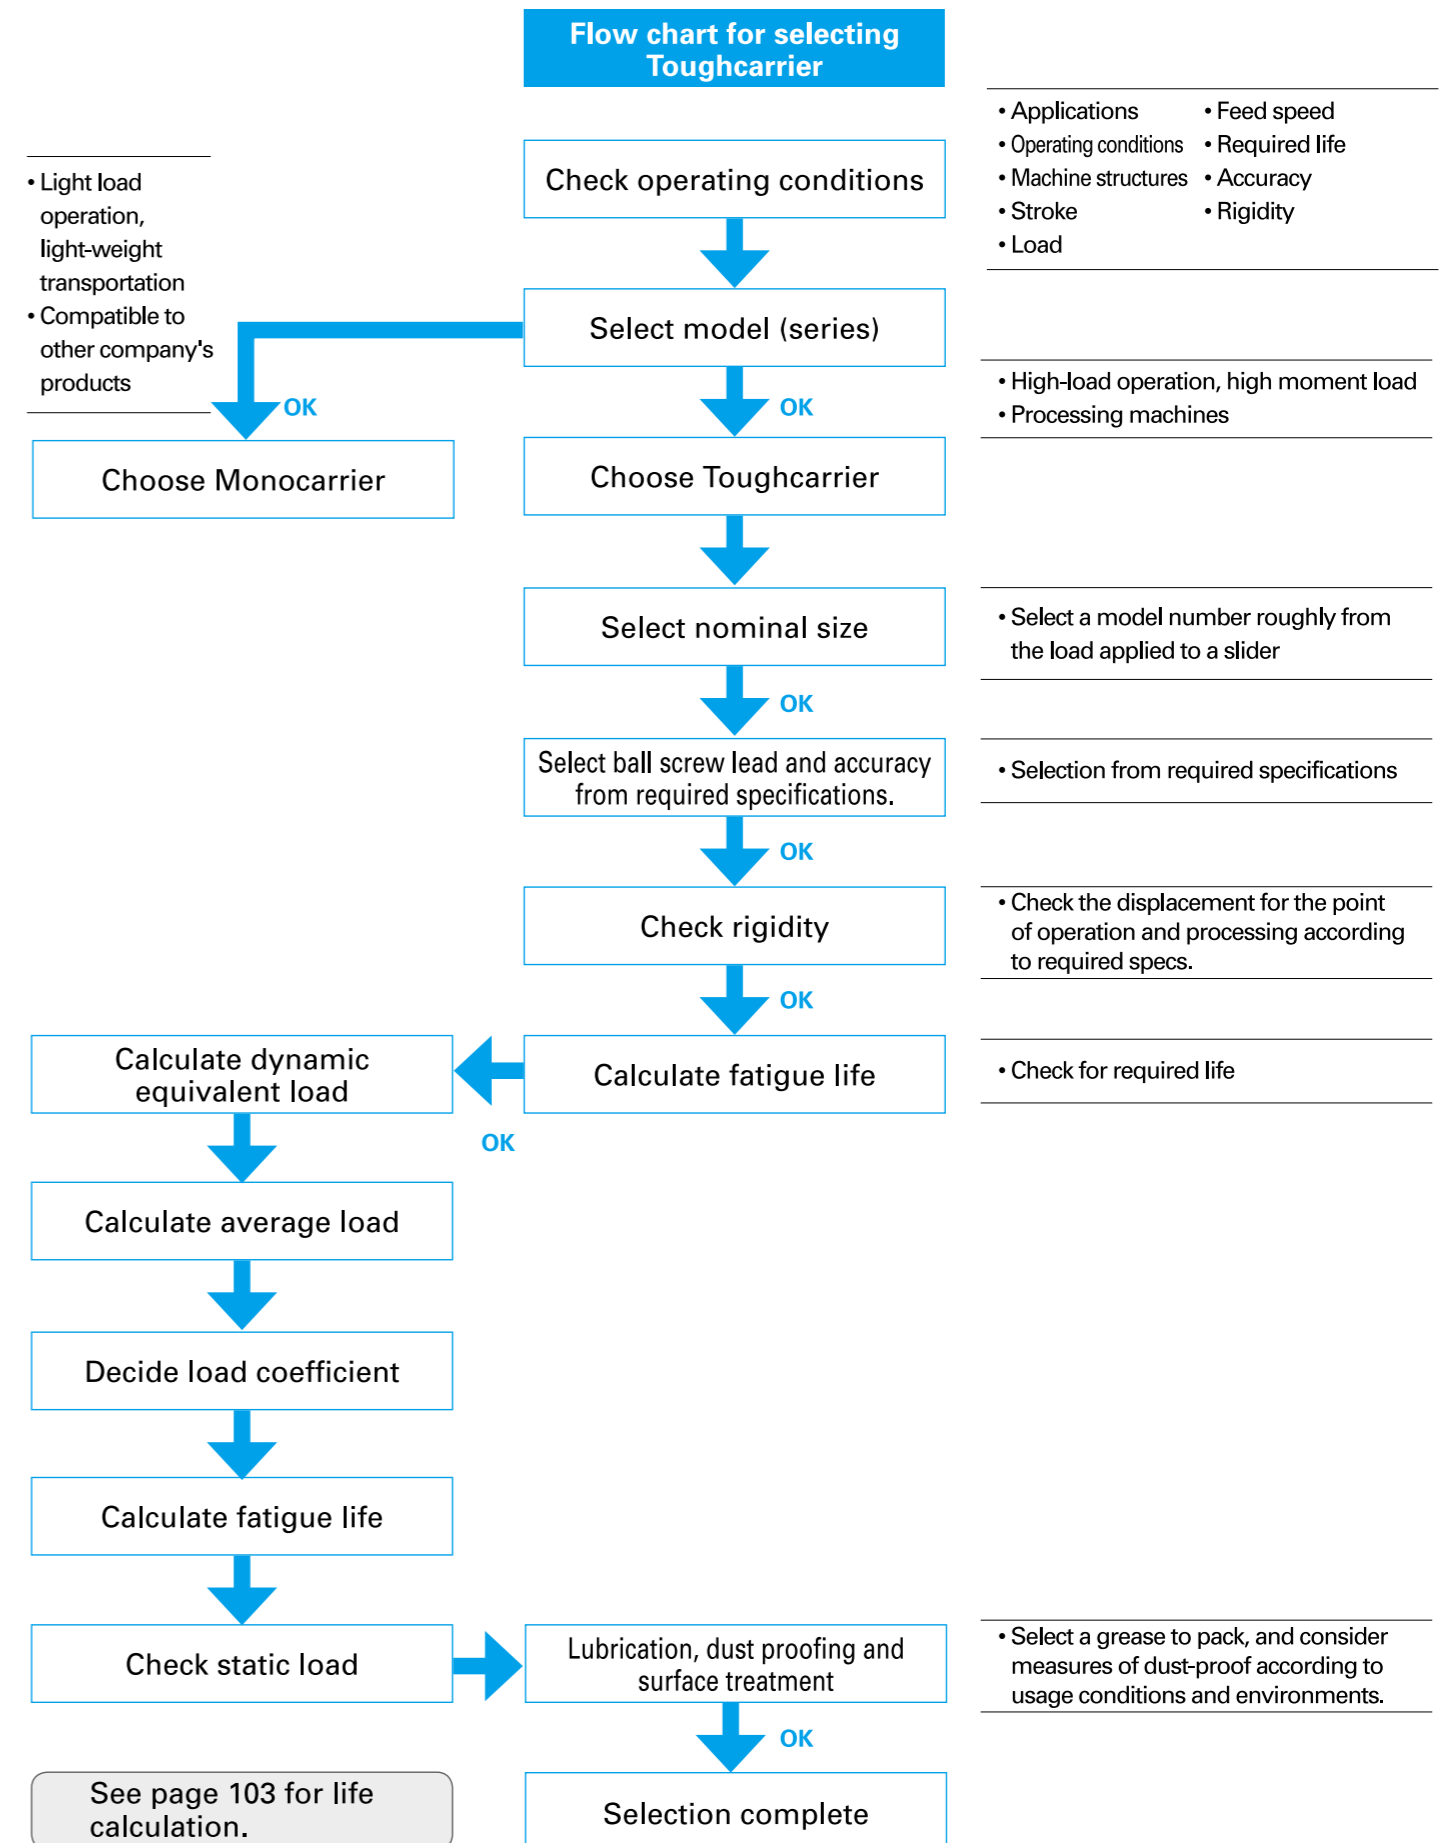 Flow chart for selecting
Toughcarrier
• Applications
• Operating conditions
• Machine structures
• Stroke
• Load
• Feed speed
• Required life
• Accuracy
• Rigidity
Check operating conditions
• Light load
operation,
light-weight
transportation
• Compatible to
other company's
products
Select model (series)
• High-load operation, high moment load
• Processing machines
OK
OK
Choose Monocarrier
Choose Toughcarrier
Select nominal size
• Select a model number roughly from
the load applied to a slider
OK
Select ball screw lead and accuracy
from required specifications.
• Selection from required specifications
OK
Check rigidity
• Check the displacement for the point
of operation and processing according
to required specs.
OK
Calculate fatigue life
• Check for required life
OK
Calculate dynamic
equivalent load
Calculate average load
Decide load coefficient
Calculate fatigue life
Check static load
Lubrication, dust proofing and
surface treatment
• Select a grease to pack, and consider
measures of dust-proof according to
usage conditions and environments.
OK
See page 103 for life
calculation.
Selection complete